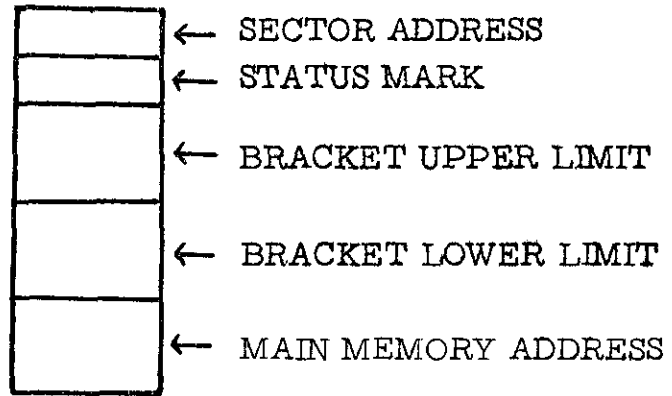 SECTOR ADDRESS
STATUS MARK
BRACKET UPPER LIMIT
BRACKET LOWER LIMIT
MAIN MEMORY ADDRESS